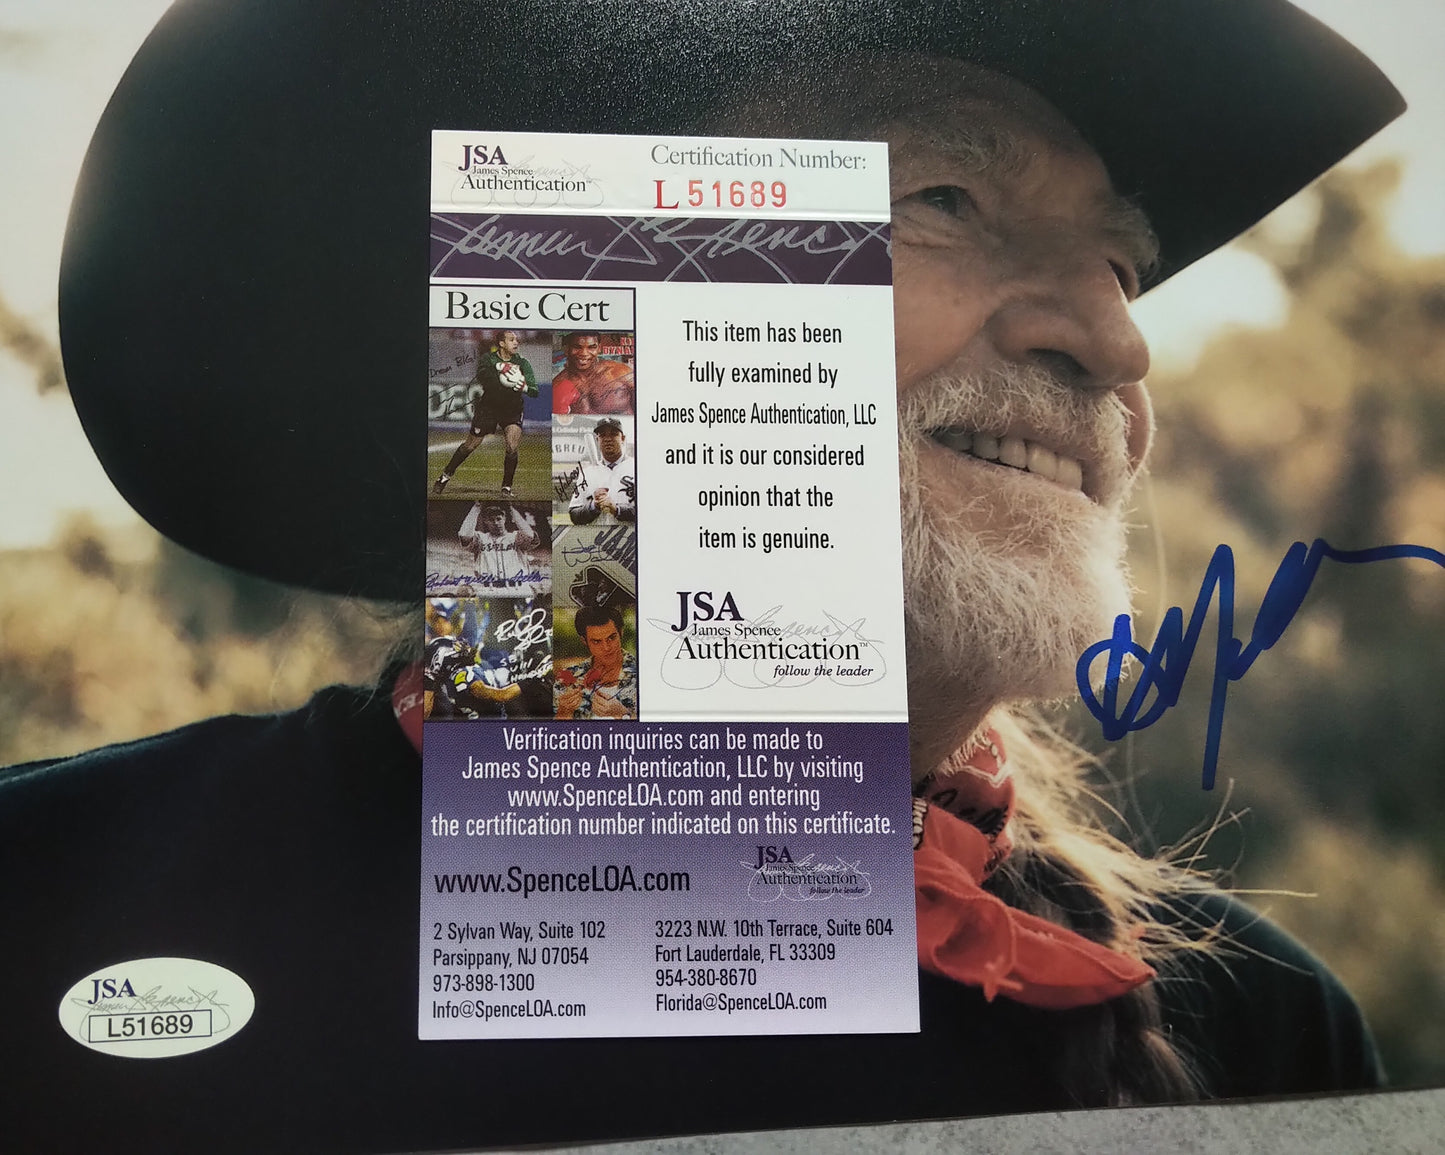 JSA
James Spence
Authentication™
Certification Number:
L51689
James Spence
Basic Cert
This item has been
fully examined by
James Spence Authentication, LLC
and it is our considered
opinion that the
item is genuine.
JSA
James Spence
Authentication™
follow the leader
Verification inquiries can be made to
James Spence Authentication, LLC by visiting
www.SpenceLOA.com and entering
the certification number indicated on this certificate.
www.SpenceLOA.com
JSA
James Spence
Authentication
follow the leader
2 Sylvan Way, Suite 102
Parsippany, NJ 07054
973-898-1300
Info@SpenceLOA.com
3223 N.W. 10th Terrace, Suite 604
Fort Lauderdale, FL 33309
954-380-8670
Florida@SpenceLOA.com
JSA
L51689